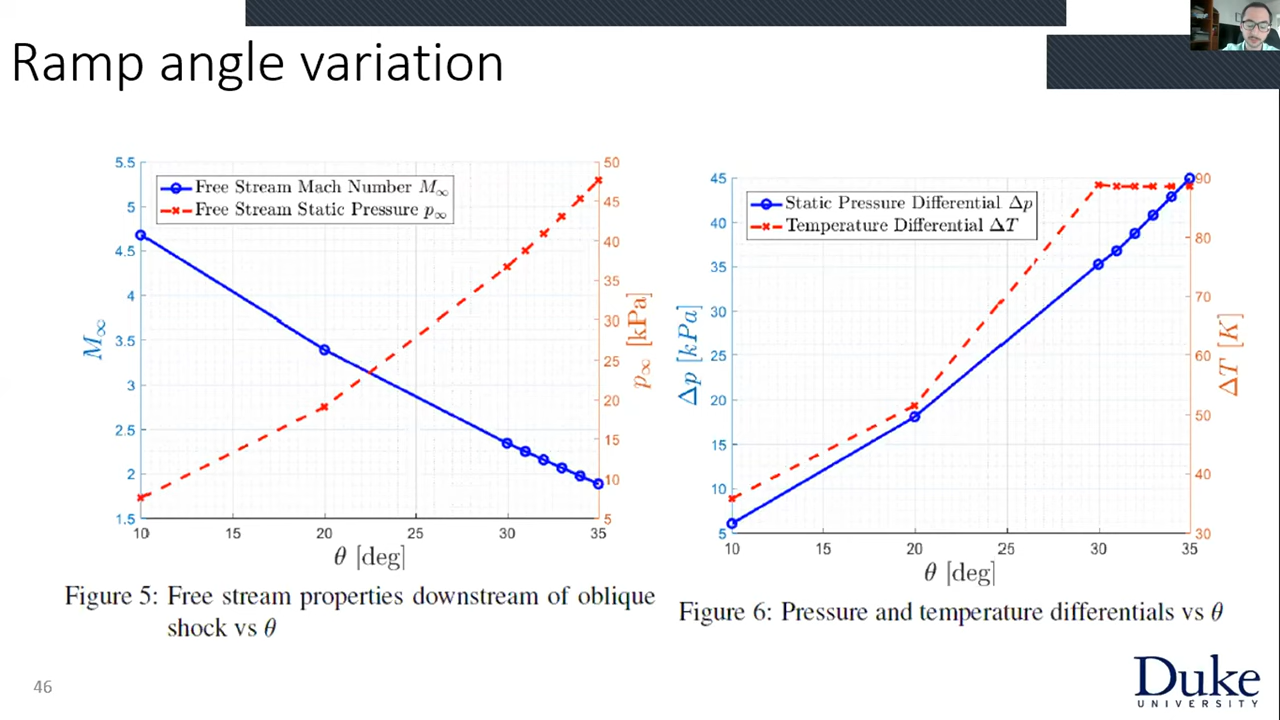 Ramp angle variation
5.5
5
4.5
4
3.5
3
2.5
2
1.5
M∞
Free Stream Mach Number M∞
Free Stream Static Pressure p∞
50
45
40
35
30
25
20
15
10
5
p∞ [kPa]
10 15 20 25 30 35
θ [deg]
Figure 5: Free stream properties downstream of oblique
shock vs θ
45
40
35
30
25
20
15
10
5
Δp [kPa]
Static Pressure Differential Δp
Temperature Differential ΔT
90
80
70
60
50
40
30
ΔT [K]
10 15 20 25 30 35
θ [deg]
Figure 6: Pressure and temperature differentials vs θ
46
Duke
UNIVERSITY